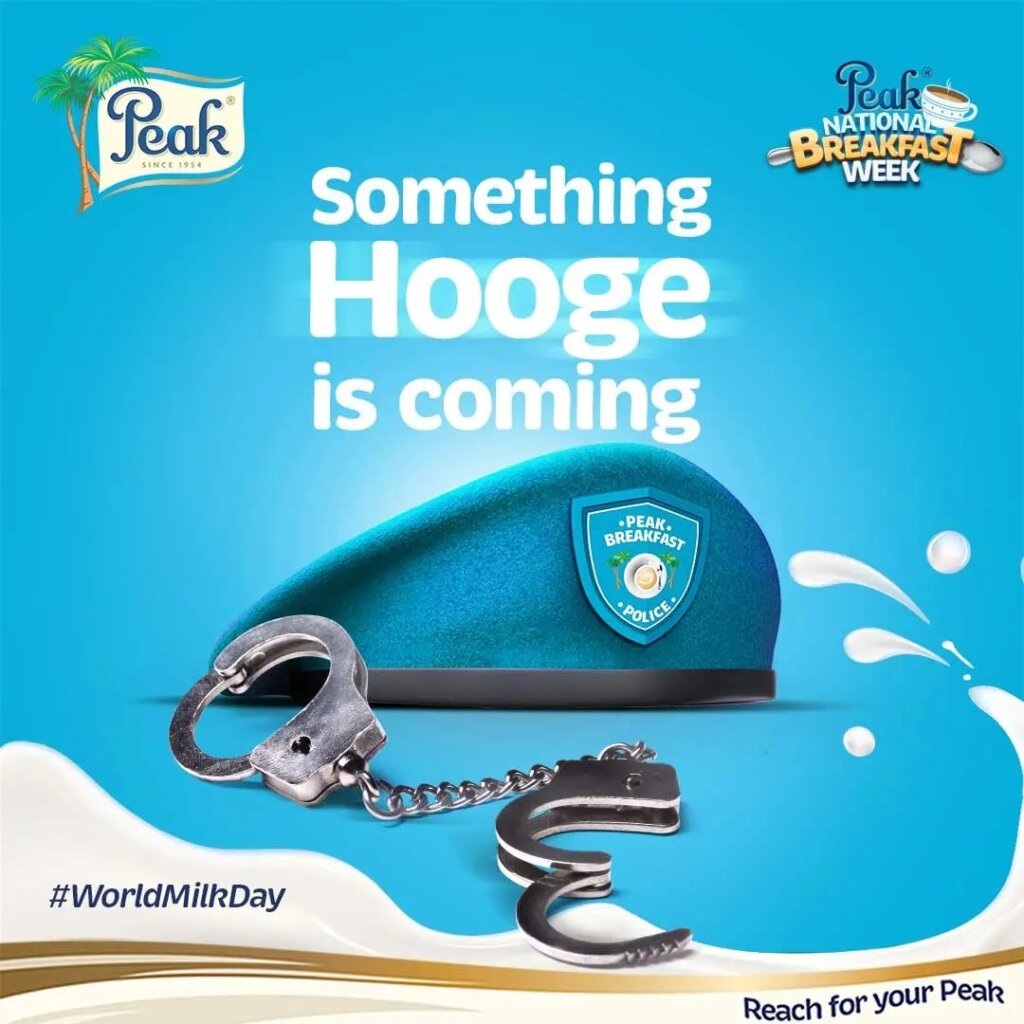 Peak®
SINCE 1954
Peak®
NATIONAL
BREAKFAST
WEEK
Something
Hooge
is coming
•PEAK•
BREAKFAST
•POLICE•
#WorldMilkDay
Reach for your Peak